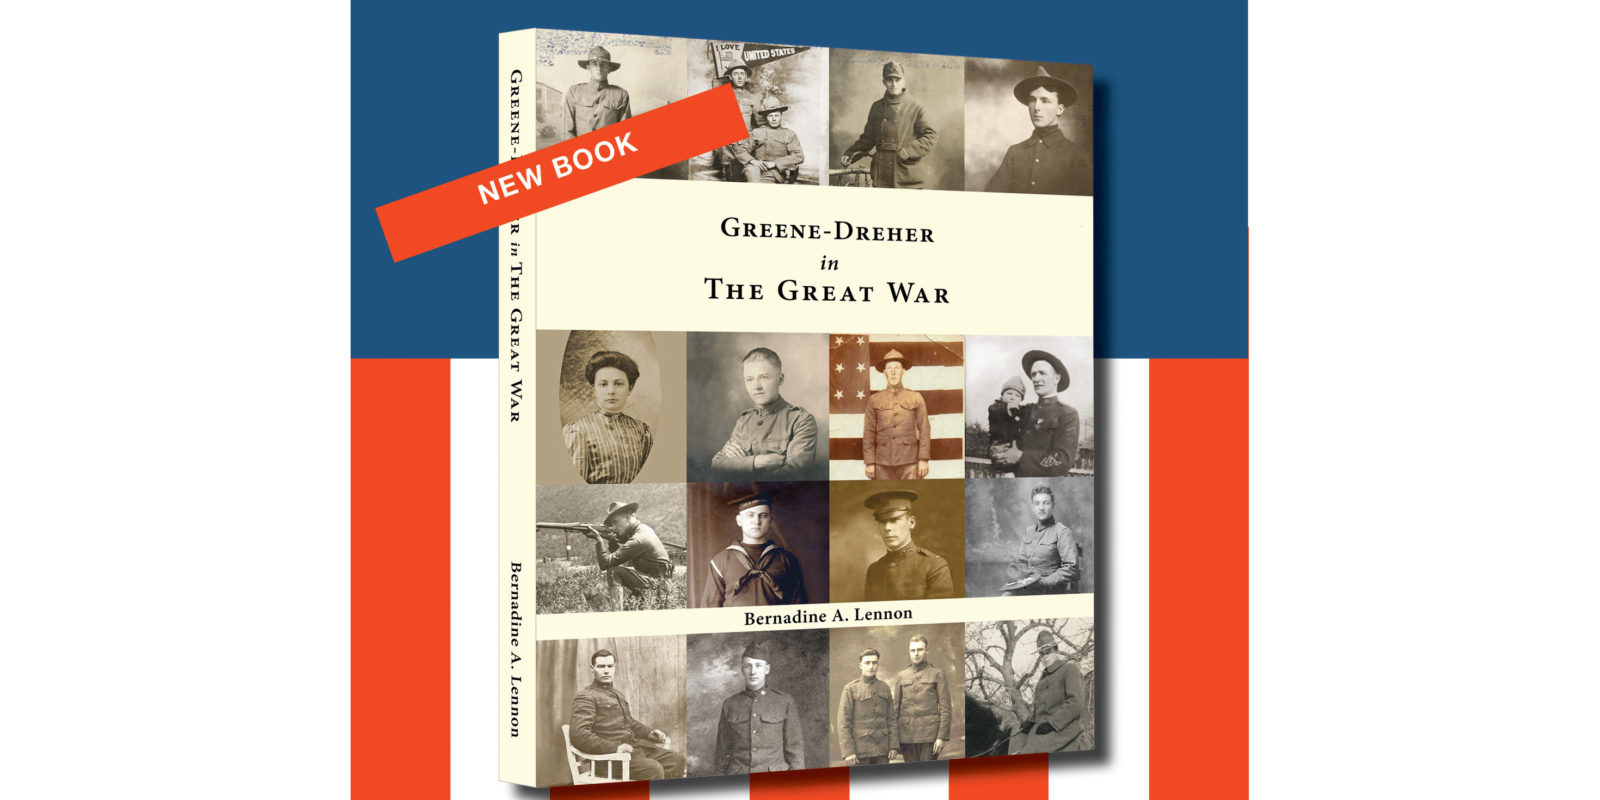 I LOVE
UNITED STATES
NEW BOOK
GREENE-DREHER
in
THE GREAT WAR
Bernadine A. Lennon
GREENE-DREHER in THE GREAT WAR
Bernadine A. Lennon